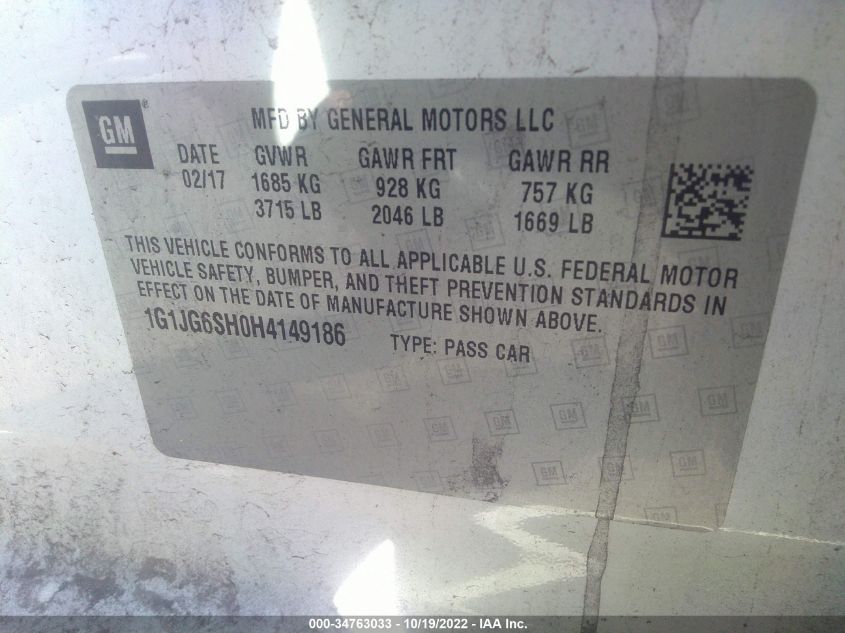 GM ®
MFD BY GENERAL MOTORS LLC
DATE GVWR GAWR FRT GAWR RR
02/17 1685 KG 928 KG 757 KG
3715 LB 2046 LB 1669 LB
THIS VEHICLE CONFORMS TO ALL APPLICABLE U.S. FEDERAL MOTOR
VEHICLE SAFETY, BUMPER, AND THEFT PREVENTION STANDARDS IN
EFFECT ON THE DATE OF MANUFACTURE SHOWN ABOVE.
1G1JG6SH0H4149186 TYPE: PASS CAR
000-34763033 - 10/19/2022 - IAA Inc.